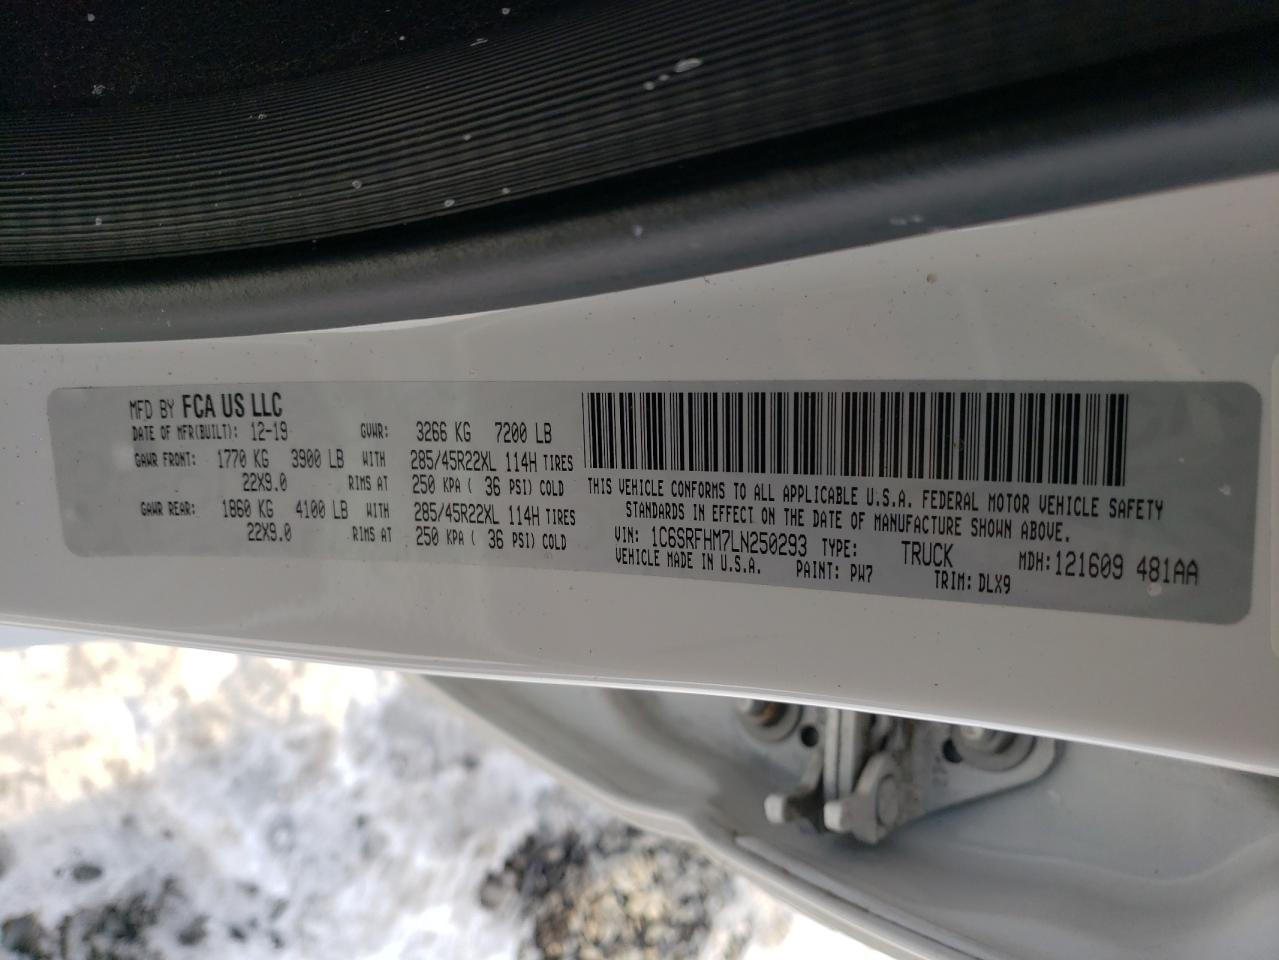 MFD BY FCA US LLC
DATE OF MFR(BUILT): 12-19 GVWR: 3266 KG 7200 LB
GAWR FRONT: 1770 KG 3900 LB WITH 285/45R22XL 114H TIRES
22X9.0 RIMS AT 250 KPA ( 36 PSI) COLD
GAWR REAR: 1860 KG 4100 LB WITH 285/45R22XL 114H TIRES
22X9.0 RIMS AT 250 KPA ( 36 PSI) COLD
THIS VEHICLE CONFORMS TO ALL APPLICABLE U.S.A. FEDERAL MOTOR VEHICLE SAFETY
STANDARDS IN EFFECT ON THE DATE OF MANUFACTURE SHOWN ABOVE.
VIN: 1C6SRFHM7LN250293 TYPE: TRUCK MDH:121609 481AA
VEHICLE MADE IN U.S.A. PAINT: PW7 TRIM: DLX9